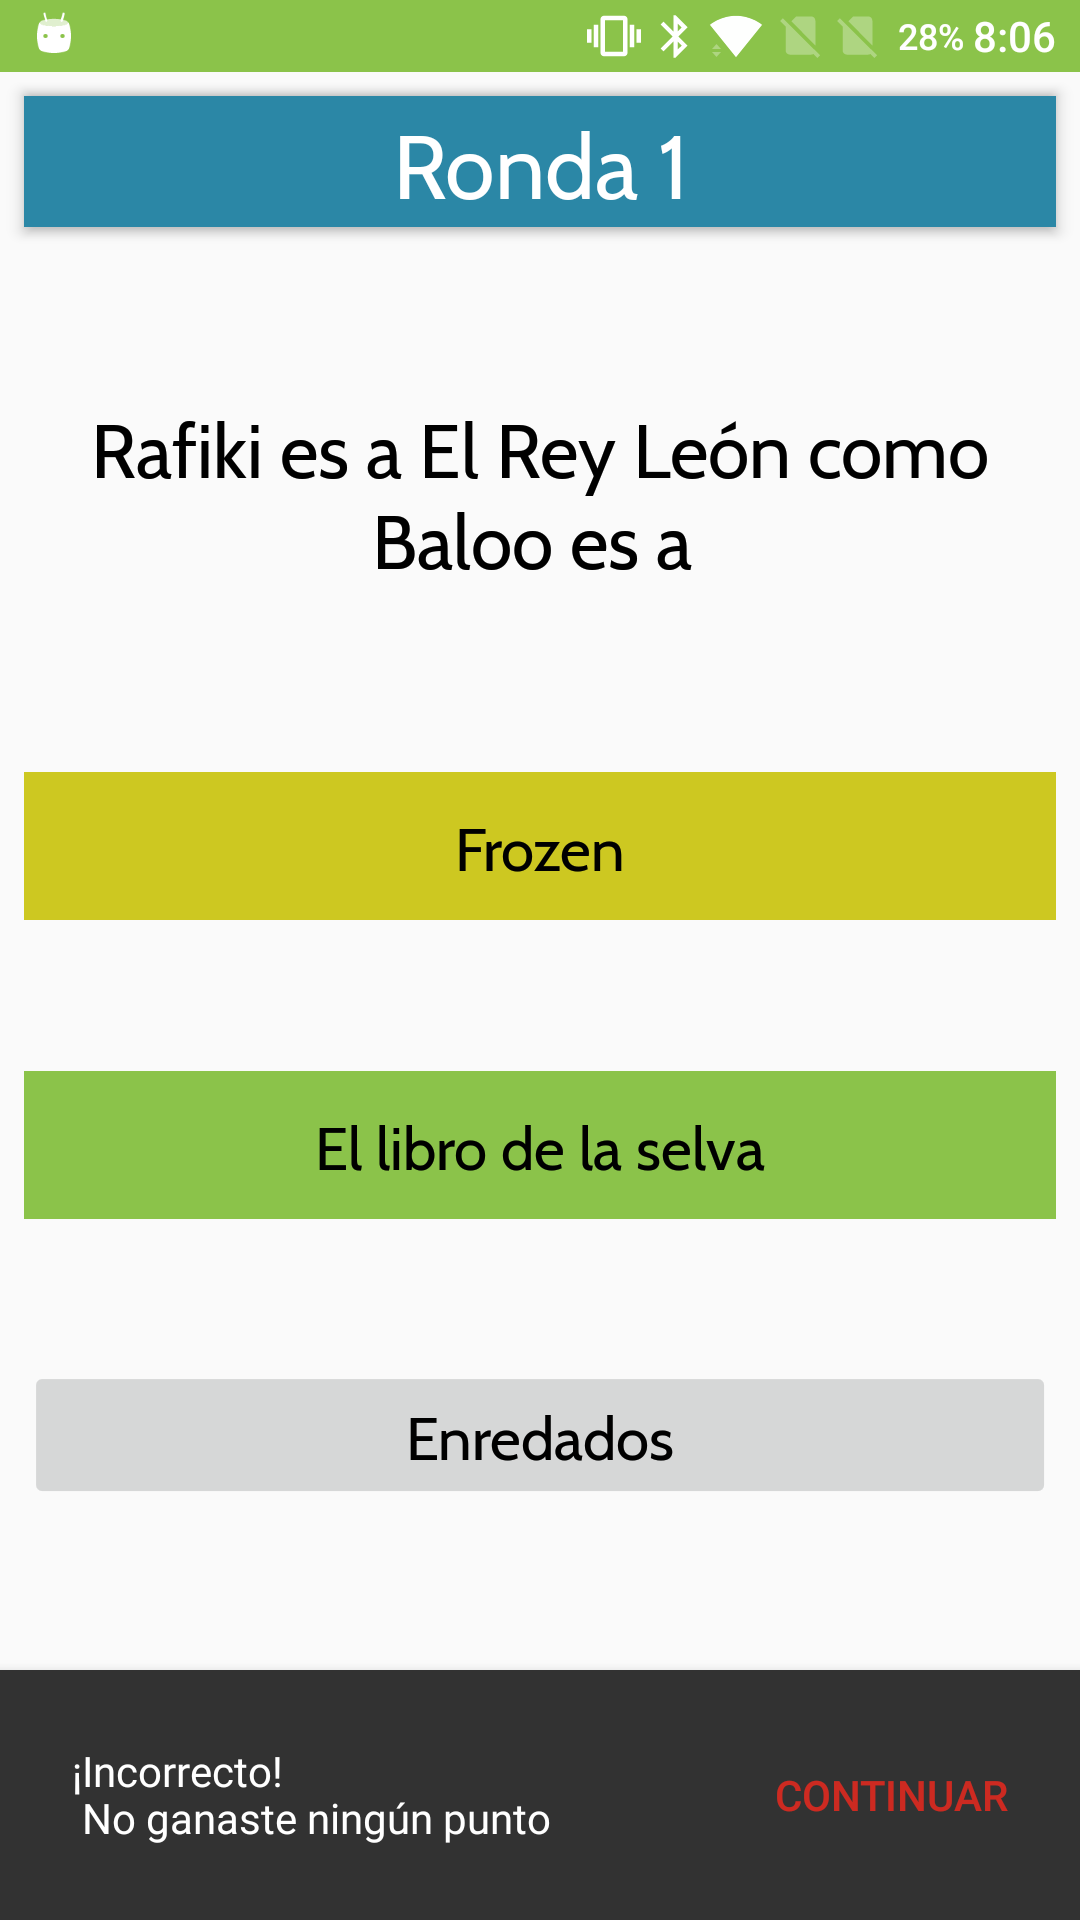 28% 8:06
Ronda 1
Rafiki es a El Rey León como
Baloo es a
Frozen
El libro de la selva
Enredados
¡Incorrecto!
No ganaste ningún punto
CONTINUAR